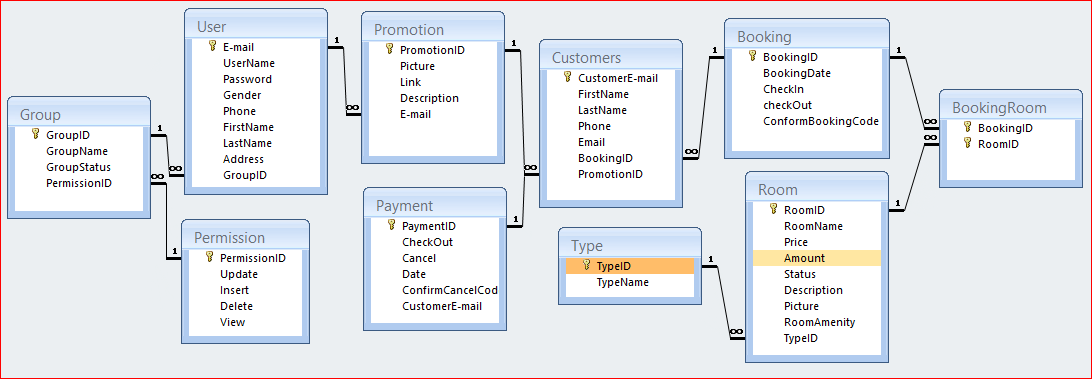 Group
GroupID
GroupName
GroupStatus
PermissionID
1
∞
∞
User
E-mail
UserName
Password
Gender
Phone
FirstName
LastName
Address
GroupID
1
∞
Permission
PermissionID
Update
Insert
Delete
View
1
Promotion
PromotionID
Picture
Link
Description
E-mail
1
∞
Payment
PaymentID
CheckOut
Cancel
Date
ConfirmCancelCod
CustomerE-mail
1
Customers
CustomerE-mail
FirstName
LastName
Phone
Email
BookingID
PromotionID
1
∞
Type
TypeID
TypeName
1
∞
Booking
BookingID
BookingDate
CheckIn
checkOut
ConformBookingCode
1
∞
Room
RoomID
RoomName
Price
Amount
Status
Description
Picture
RoomAmenity
TypeID
1
∞
BookingRoom
BookingID
RoomID